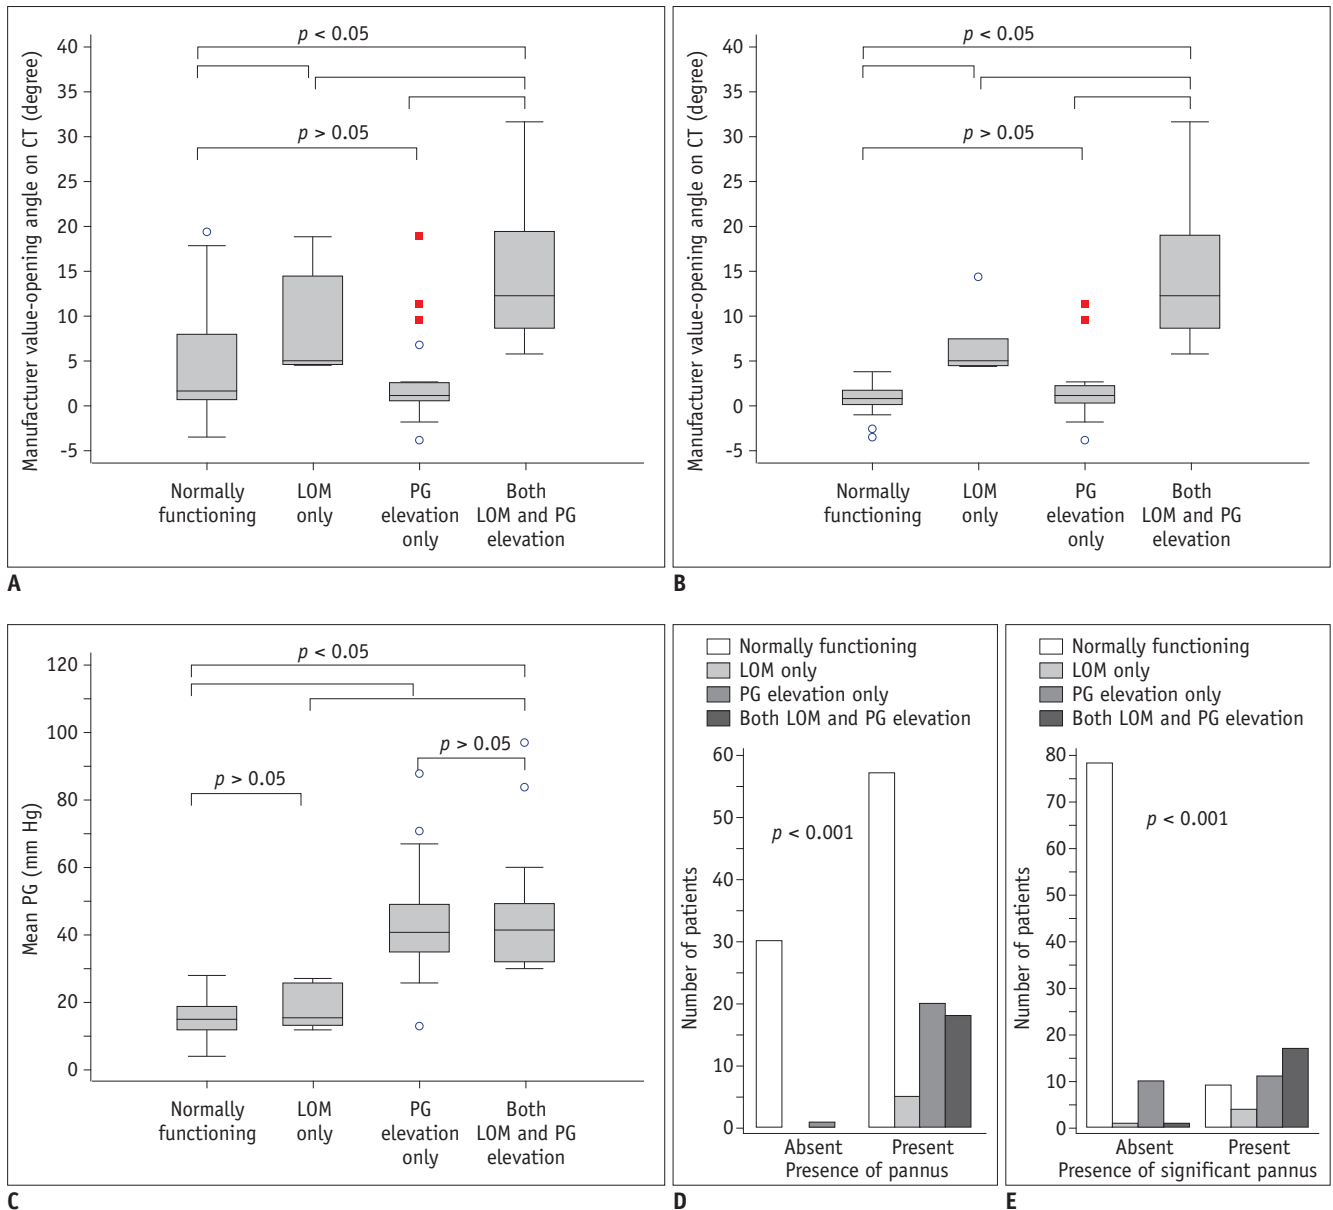 Manufacturer value-opening angle on CT (degree)
40
35
30
25
20
15
10
5
0
-5
p < 0.05
p > 0.05
Normally
functioning
LOM
only
PG
elevation
only
Both
LOM and PG
elevation
A
Manufacturer value-opening angle on CT (degree)
40
35
30
25
20
15
10
5
0
-5
p < 0.05
p > 0.05
Normally
functioning
LOM
only
PG
elevation
only
Both
LOM and PG
elevation
B
Mean PG (mm Hg)
120
100
80
60
40
20
0
p < 0.05
p > 0.05
p > 0.05
Normally
functioning
LOM
only
PG
elevation
only
Both
LOM and PG
elevation
C
Normally functioning
LOM only
PG elevation only
Both LOM and PG elevation
Number of patients
60
50
40
30
20
10
0
p < 0.001
Absent
Present
Presence of pannus
D
Normally functioning
LOM only
PG elevation only
Both LOM and PG elevation
Number of patients
80
70
60
50
40
30
20
10
0
p < 0.001
Absent
Present
Presence of significant pannus
E